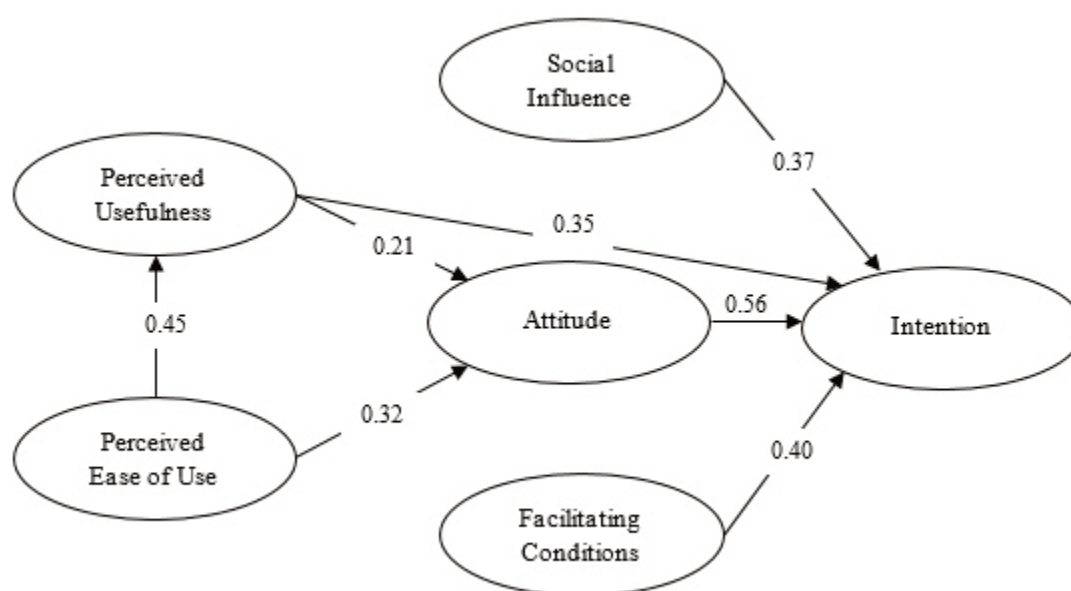 Social
Influence
0.37
Perceived
Usefulness
0.35
0.21
Attitude
0.56
Intention
0.45
0.32
Perceived
Ease of Use
0.40
Facilitating
Conditions